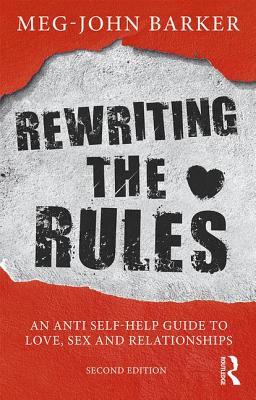 MEG-JOHN BARKER
REWRITING
THE
RULES
AN ANTI SELF-HELP GUIDE TO
LOVE, SEX AND RELATIONSHIPS
SECOND EDITION
ROUTLEDGE